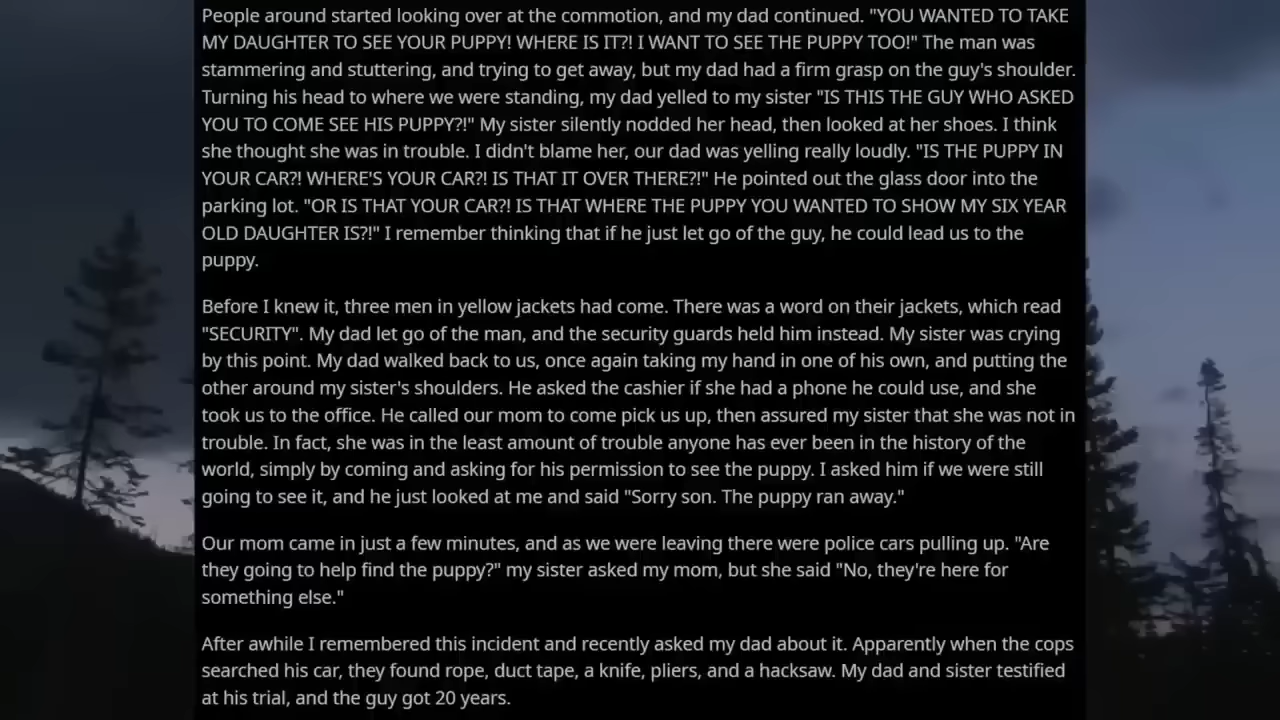 People around started looking over at the commotion, and my dad continued. "YOU WANTED TO TAKE
MY DAUGHTER TO SEE YOUR PUPPY! WHERE IS IT?! I WANT TO SEE THE PUPPY TOO!" The man was
stammering and stuttering, and trying to get away, but my dad had a firm grasp on the guy's shoulder.
Turning his head to where we were standing, my dad yelled to my sister "IS THIS THE GUY WHO ASKED
YOU TO COME SEE HIS PUPPY?!" My sister silently nodded her head, then looked at her shoes. I think
she thought she was in trouble. I didn't blame her, our dad was yelling really loudly. "IS THE PUPPY IN
YOUR CAR?! WHERE'S YOUR CAR?! IS THAT IT OVER THERE?!" He pointed out the glass door into the
parking lot. "OR IS THAT YOUR CAR?! IS THAT WHERE THE PUPPY YOU WANTED TO SHOW MY SIX YEAR
OLD DAUGHTER IS?!" I remember thinking that if he just let go of the guy, he could lead us to the
puppy.
Before I knew it, three men in yellow jackets had come. There was a word on their jackets, which read
"SECURITY". My dad let go of the man, and the security guards held him instead. My sister was crying
by this point. My dad walked back to us, once again taking my hand in one of his own, and putting the
other around my sister's shoulders. He asked the cashier if she had a phone he could use, and she
took us to the office. He called our mom to come pick us up, then assured my sister that she was not in
trouble. In fact, she was in the least amount of trouble anyone has ever been in the history of the
world, simply by coming and asking for his permission to see the puppy. I asked him if we were still
going to see it, and he just looked at me and said "Sorry son. The puppy ran away."
Our mom came in just a few minutes, and as we were leaving there were police cars pulling up. "Are
they going to help find the puppy?" my sister asked my mom, but she said "No, they're here for
something else."
After awhile I remembered this incident and recently asked my dad about it. Apparently when the cops
searched his car, they found rope, duct tape, a knife, pliers, and a hacksaw. My dad and sister testified
at his trial, and the guy got 20 years.